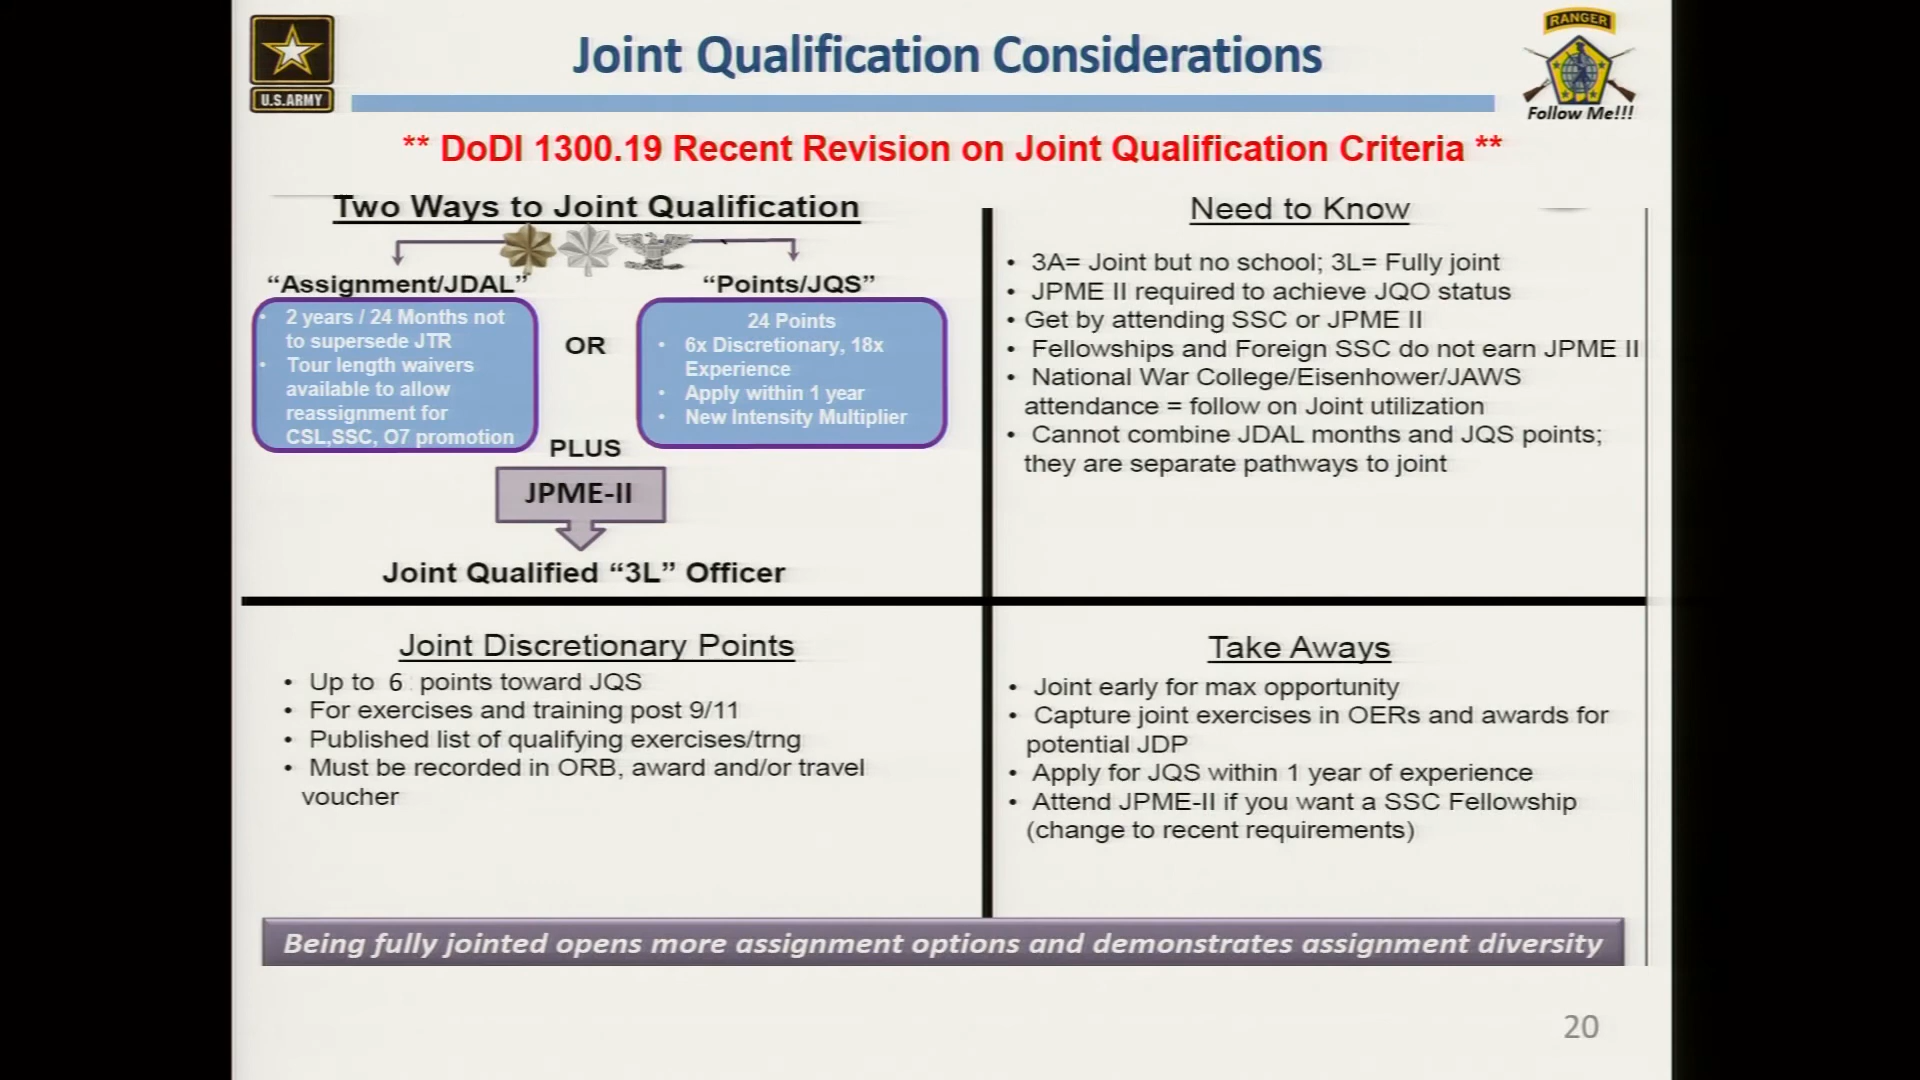 U.S.ARMY
Joint Qualification Considerations
RANGER
Follow Me!!!
** DoDI 1300.19 Recent Revision on Joint Qualification Criteria **
Two Ways to Joint Qualification
“Assignment/JDAL”
• 2 years / 24 Months not
to supersede JTR
• Tour length waivers
available to allow
reassignment for
CSL,SSC, O7 promotion
OR
“Points/JQS”
24 Points
• 6x Discretionary, 18x
Experience
• Apply within 1 year
• New Intensity Multiplier
PLUS
JPME-II
Joint Qualified “3L” Officer
Need to Know
• 3A= Joint but no school; 3L= Fully joint
• JPME II required to achieve JQO status
• Get by attending SSC or JPME II
• Fellowships and Foreign SSC do not earn JPME II
• National War College/Eisenhower/JAWS
attendance = follow on Joint utilization
• Cannot combine JDAL months and JQS points;
they are separate pathways to joint
Joint Discretionary Points
• Up to 6 points toward JQS
• For exercises and training post 9/11
• Published list of qualifying exercises/trng
• Must be recorded in ORB, award and/or travel
voucher
Take Aways
• Joint early for max opportunity
• Capture joint exercises in OERs and awards for
potential JDP
• Apply for JQS within 1 year of experience
• Attend JPME-II if you want a SSC Fellowship
(change to recent requirements)
Being fully jointed opens more assignment options and demonstrates assignment diversity
20